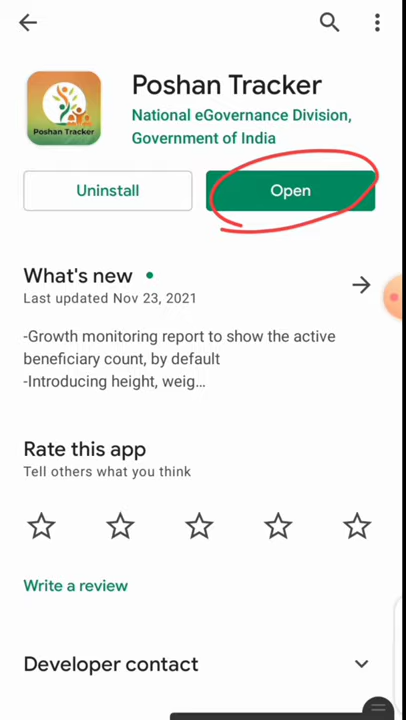 Poshan Tracker
Poshan Tracker
National eGovernance Division,
Government of India
Uninstall
Open
What's new
Last updated Nov 23, 2021
-Growth monitoring report to show the active
beneficiary count, by default
-Introducing height, weig...
Rate this app
Tell others what you think
Write a review
Developer contact